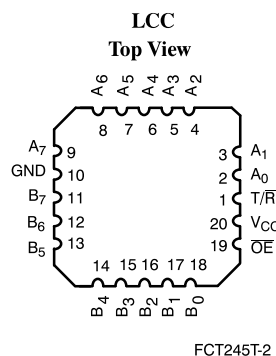 LCC
Top View
A6 A5 A4 A3 A2
8 7 6 5 4
A7 9 3 A1
GND 10 2 A0
B7 11 1 T/R̅
B6 12 20 VCC
B5 13 19 O̅E̅
14 15 16 17 18
B4 B3 B2 B1 B0
FCT245T-2